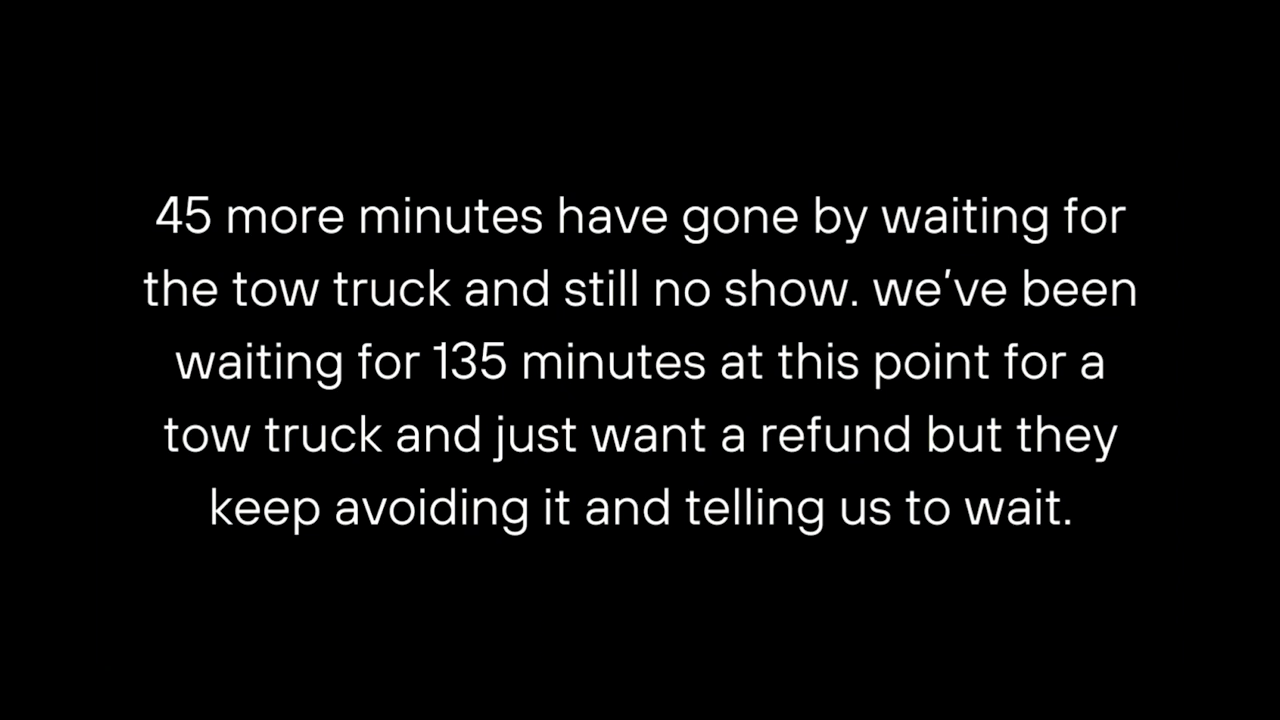 45 more minutes have gone by waiting for
the tow truck and still no show. we've been
waiting for 135 minutes at this point for a
tow truck and just want a refund but they
keep avoiding it and telling us to wait.